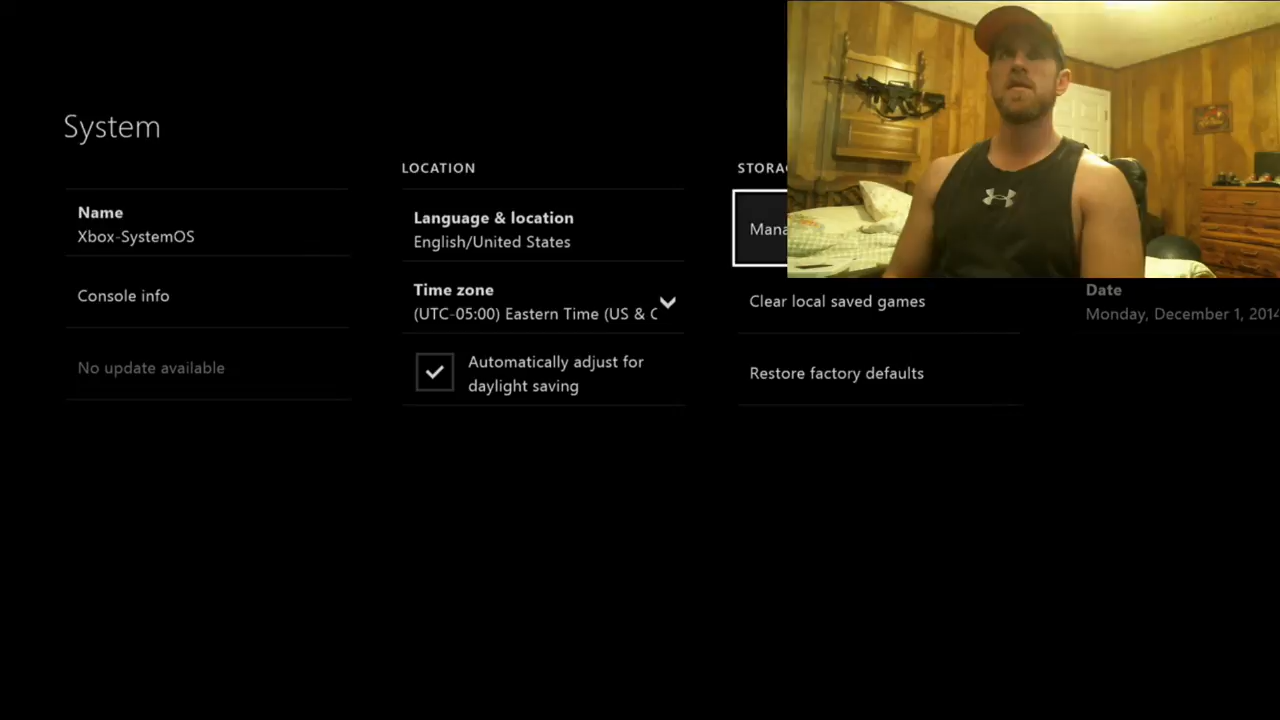 System
Name
Xbox-SystemOS
Console info
No update available
LOCATION
Language & location
English/United States
Time zone
(UTC-05:00) Eastern Time (US & C
Automatically adjust for
daylight saving
STORA
Mana
Clear local saved games
Restore factory defaults
Date
Monday, December 1, 2014